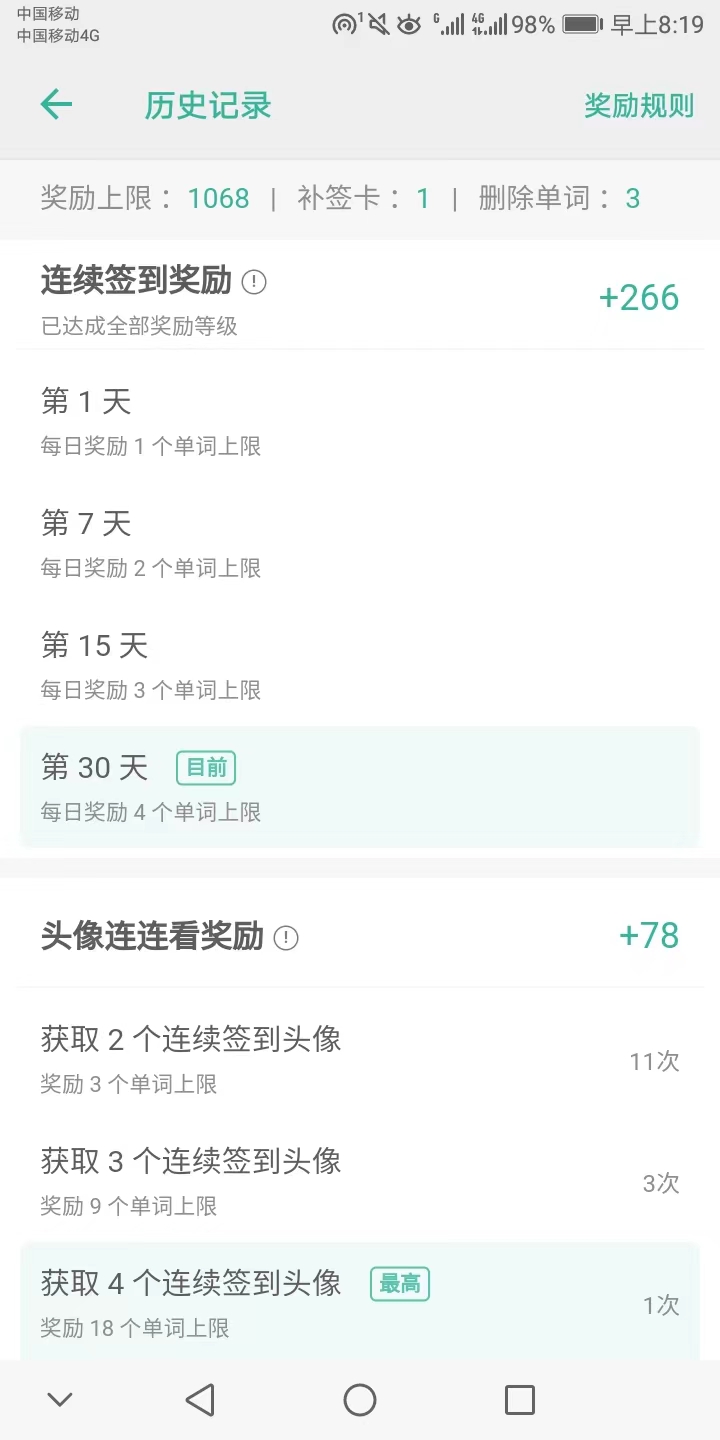 中国移动
中国移动4G
1 G 4G 98% 早上8:19
历史记录 奖励规则
奖励上限： 1068 | 补签卡： 1 | 删除单词： 3
连续签到奖励
+266
已达成全部奖励等级
第 1 天
每日奖励 1 个单词上限
第 7 天
每日奖励 2 个单词上限
第 15 天
每日奖励 3 个单词上限
第 30 天 目前
每日奖励 4 个单词上限
头像连连看奖励 +78
获取 2 个连续签到头像
11次
奖励 3 个单词上限
获取 3 个连续签到头像
3次
奖励 9 个单词上限
获取 4 个连续签到头像 最高
1次
奖励 18 个单词上限